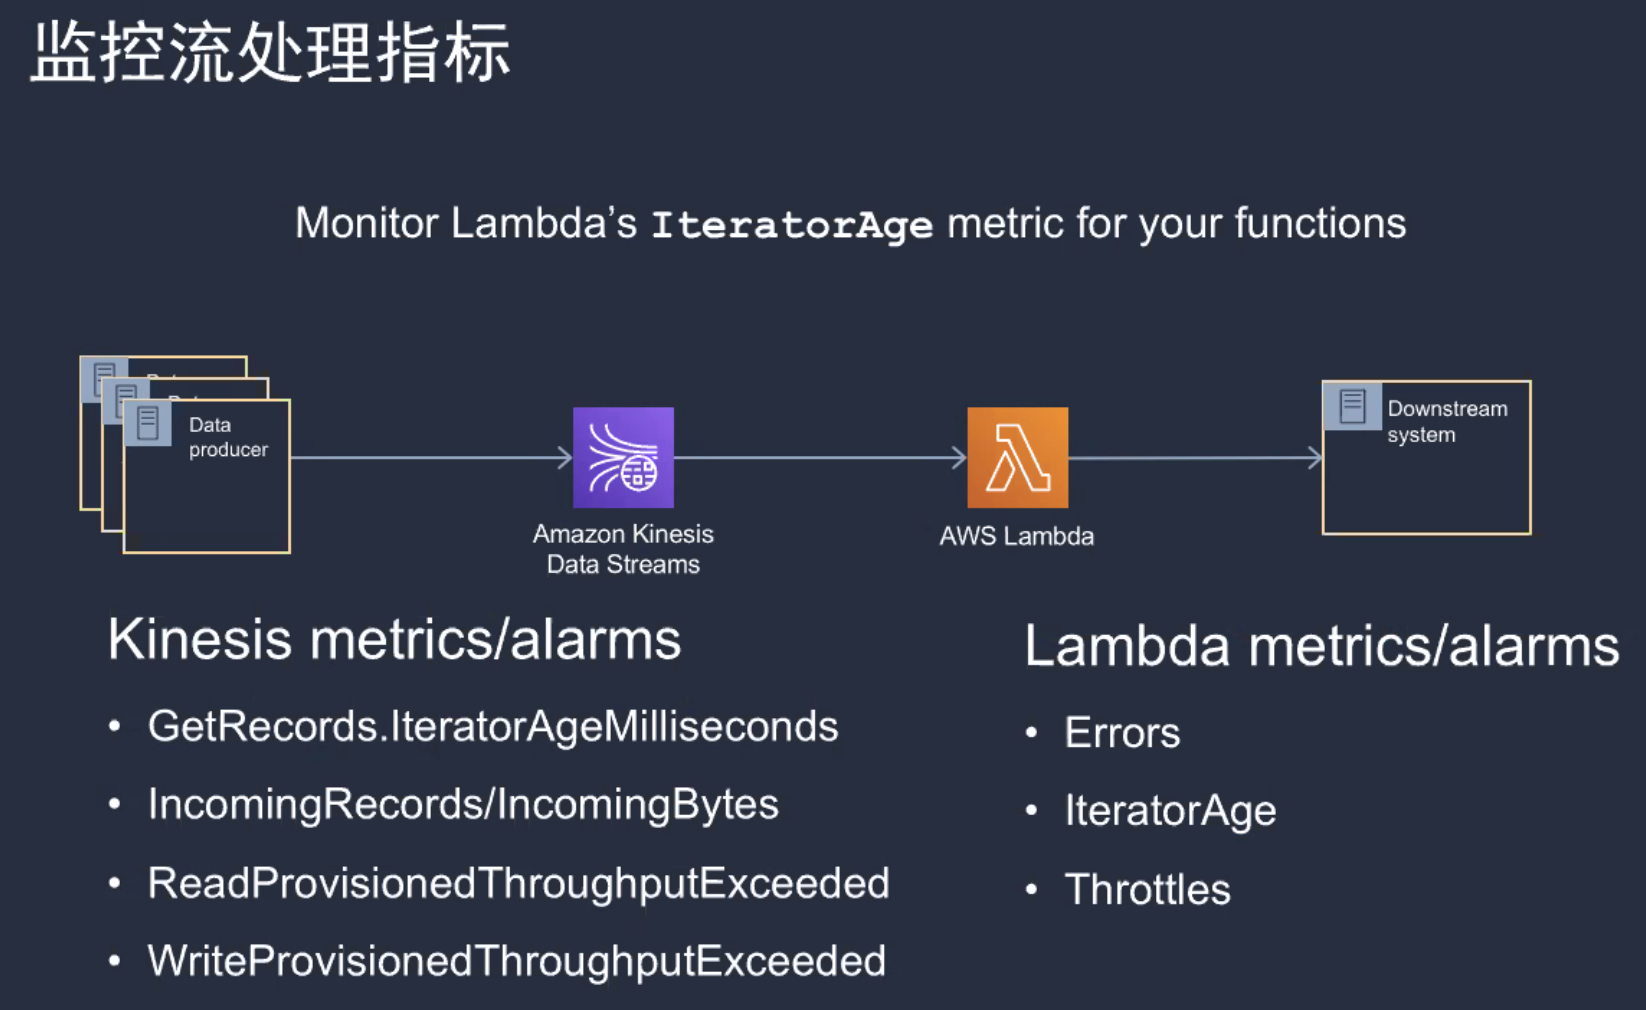 监控流处理指标
Monitor Lambda’s IteratorAge metric for your functions
Data
producer
Amazon Kinesis
Data Streams
AWS Lambda
Downstream
system
Kinesis metrics/alarms
• GetRecords.IteratorAgeMilliseconds
• IncomingRecords/IncomingBytes
• ReadProvisionedThroughputExceeded
• WriteProvisionedThroughputExceeded
Lambda metrics/alarms
• Errors
• IteratorAge
• Throttles